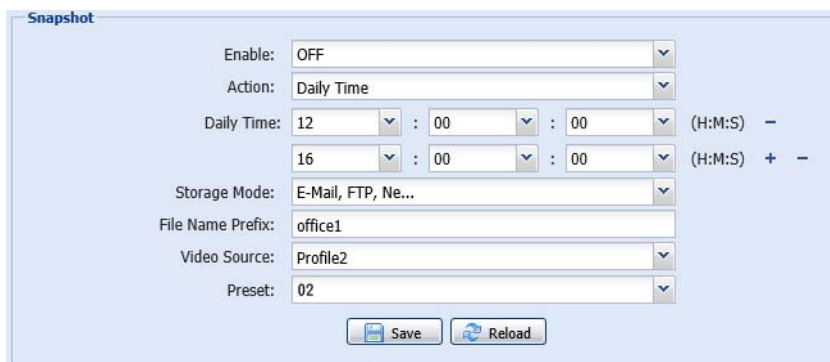 Snapshot
Enable: OFF
Action: Daily Time
Daily Time: 12 : 00 : 00 (H:M:S) −
16 : 00 : 00 (H:M:S) + −
Storage Mode: E-Mail, FTP, Ne...
File Name Prefix: office1
Video Source: Profile2
Preset: 02
Save Reload